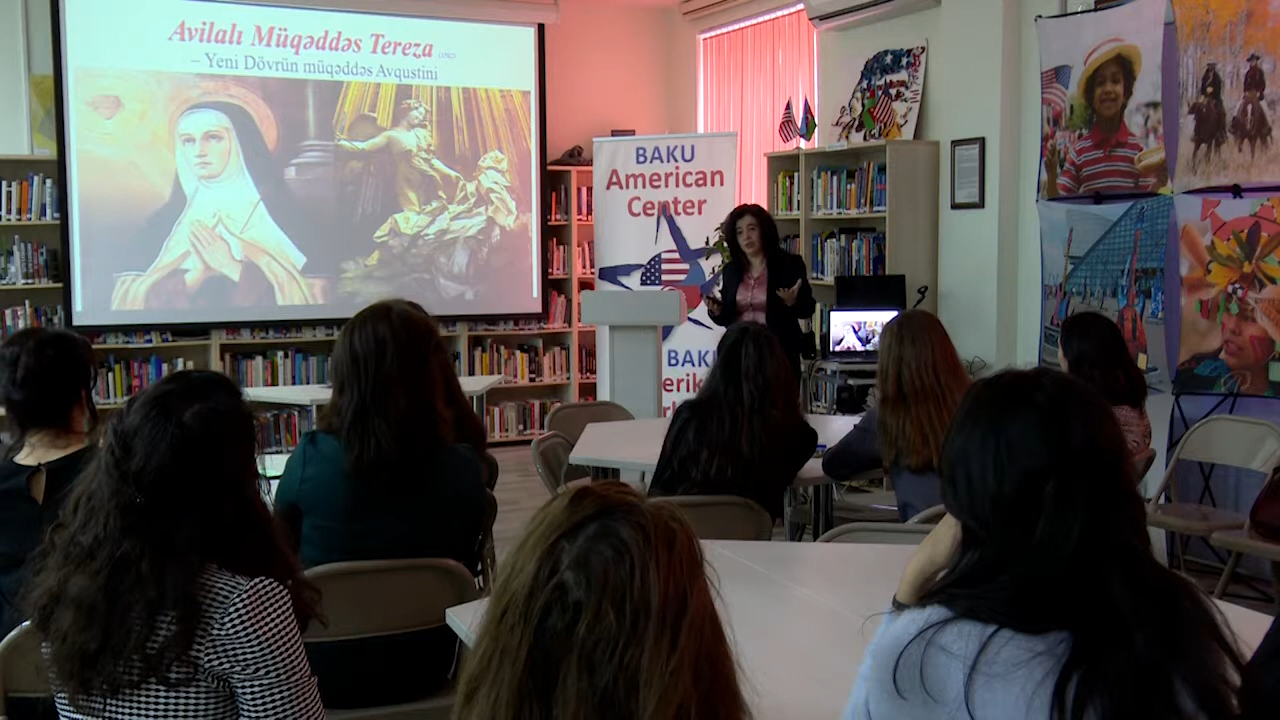 Avilalı Müqəddəs Tereza
– Yeni Dövrün müqəddəs Avqustini
BAKU
American
Center
BAKU